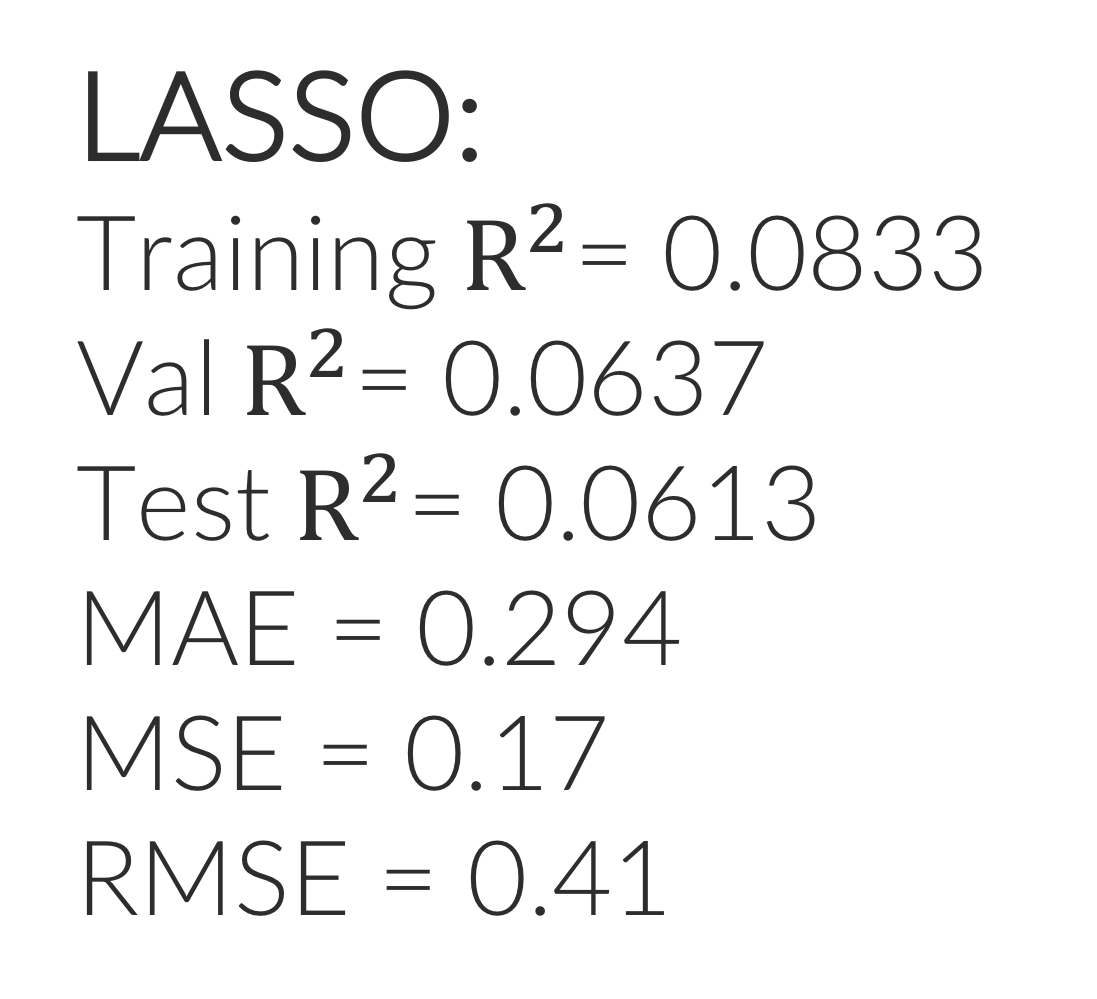 LASSO:
Training R²= 0.0833
Val R²= 0.0637
Test R²= 0.0613
MAE = 0.294
MSE = 0.17
RMSE = 0.41